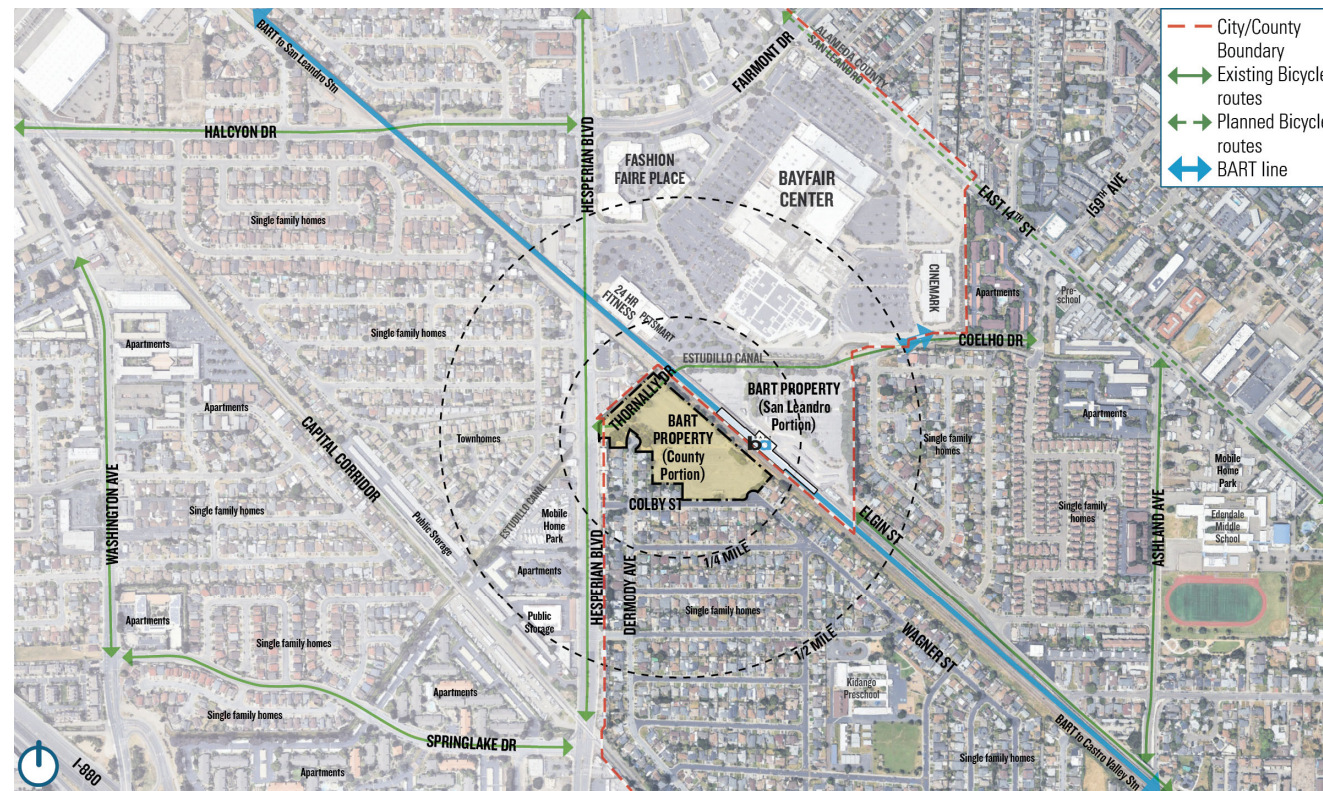 City/County
Boundary
Existing Bicycle
routes
Planned Bicycle
routes
BART line
BART to San Leandro Stn
FAIRMONT DR
ALAMEDA COUNTY
SAN LEANDRO
HALCYON DR
HESPERIAN BLVD
FASHION
FAIRE PLACE
BAYFAIR
CENTER
EAST 14TH ST
159TH AVE
Single family homes
CINEMARK
Apartments
Pre-
school
24 HR
FITNESS
PETSMART
Single family homes
Apartments
COELHO DR
ESTUDILLO CANAL
THORNALLY DR
BART PROPERTY
(San Leandro
Portion)
BART
PROPERTY
(County
Portion)
ba
Apartments
Apartments
Townhomes
Single family
homes
CAPITAL CORRIDOR
WASHINGTON AVE
Mobile
Home
Park
Single family homes
ESTUDILLO CANAL
COLBY ST
ELGIN ST
Single family
homes
ASHLAND AVE
Edendale
Middle
School
Public Storage
Mobile
Home
Park
1/4 MILE
Apartments
HESPERIAN BLVD
DERMODY AVE
Apartments
Public
Storage
Single family homes
Single family homes
1/2 MILE
WAGNER ST
Kidango
Preschool
Apartments
Single family homes
SPRINGLAKE DR
Apartments
I-880
Single family homes
BART to Castro Valley Stn